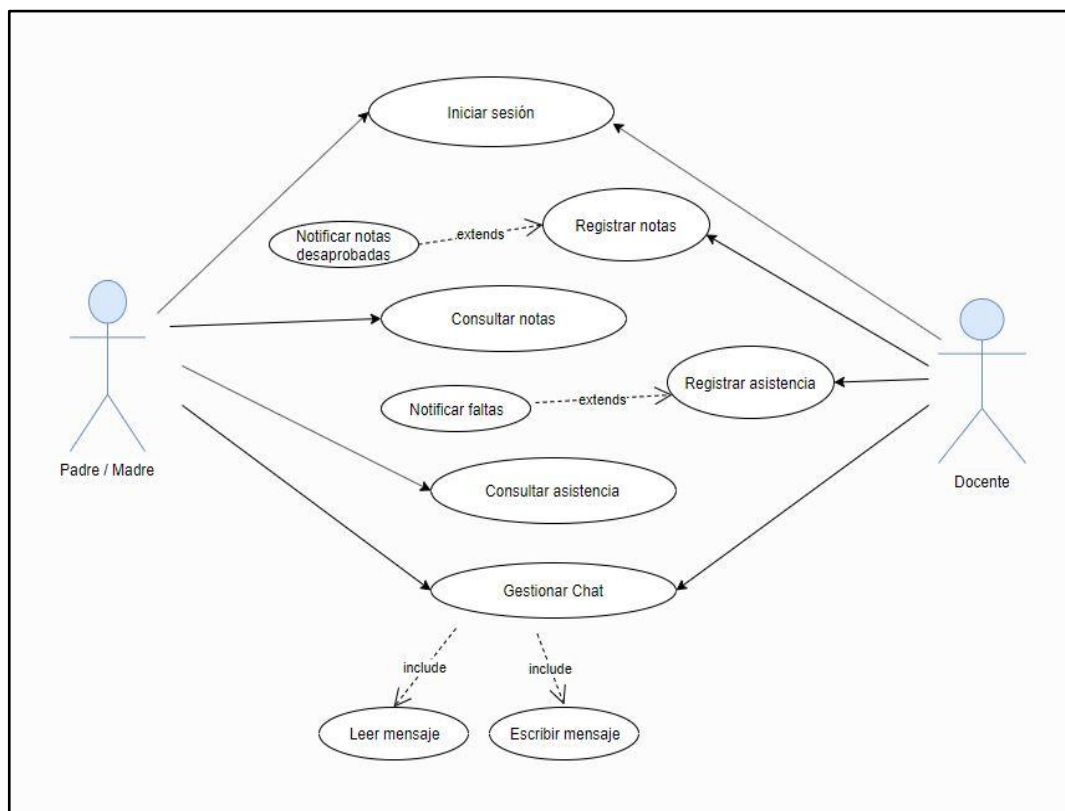 Iniciar sesión
Registrar notas
Notificar notas
desaprobadas
extends
Consultar notas
Registrar asistencia
Notificar faltas
extends
Padre / Madre
Docente
Consultar asistencia
Gestionar Chat
include
include
Leer mensaje
Escribir mensaje